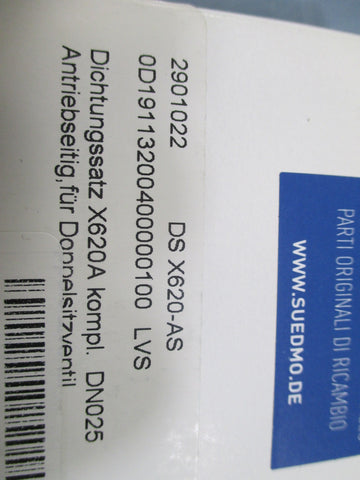 2901022 DS X620-AS
0D19113200400000100 LVS
Dichtungssatz X620A kompl. DN025
Antriebseitig,für Doppelsitzventil
PARTI ORIGINALI DI RICAMBIO
WWW.SUEDMO.DE